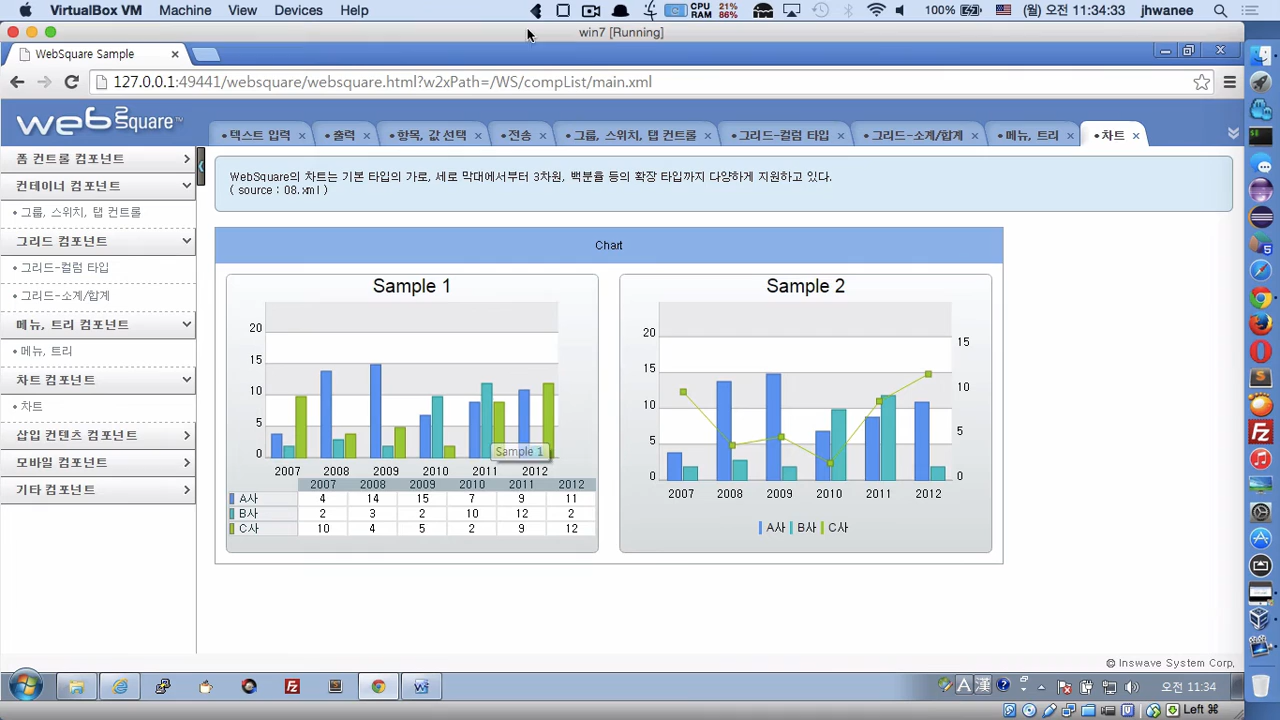 VirtualBox VM Machine View Devices Help
CPU RAM 21% 86%
100% (월) 오전 11:34:33 jhwanee
win7 [Running]
WebSquare Sample
127.0.0.1:49441/websquare/websquare.html?w2xPath=/WS/cmmpList/main.xml
webSquare™
•텍스트 입력 •출력 •항목, 값 선택 •전송 •그룹, 스위치, 탭 컨트롤 •그리드-컬럼 타입 •그리드-소계/합계 •메뉴, 트리 •차트
폼 컨트롤 컴포넌트
컨테이너 컴포넌트
• 그룹, 스위치, 탭 컨트롤
그리드 컴포넌트
• 그리드-컬럼 타입
• 그리드-소계/합계
메뉴, 트리 컴포넌트
• 메뉴, 트리
차트 컴포넌트
• 차트
삽입 컨텐츠 컴포넌트
모바일 컴포넌트
기타 컴포넌트
WebSquare의 차트는 기본 타입의 가로, 세로 막대에서부터 3차원, 백분율 등의 확장 타입까지 다양하게 지원하고 있다.
( source : 08.xml )
Chart
Sample 1
20
15
10
5
0
2007 2008 2009 2010 2011 2012
Sample 1
2007 2008 2009 2010 2011 2012
A사 4 14 15 7 9 11
B사 2 3 2 10 12 2
C사 10 4 5 2 9 12
Sample 2
20
15
10
5
0
15
10
5
0
2007 2008 2009 2010 2011 2012
A사 B사 C사
© Inswave System Corp,
A 漢 오전 11:34
Left ⌘